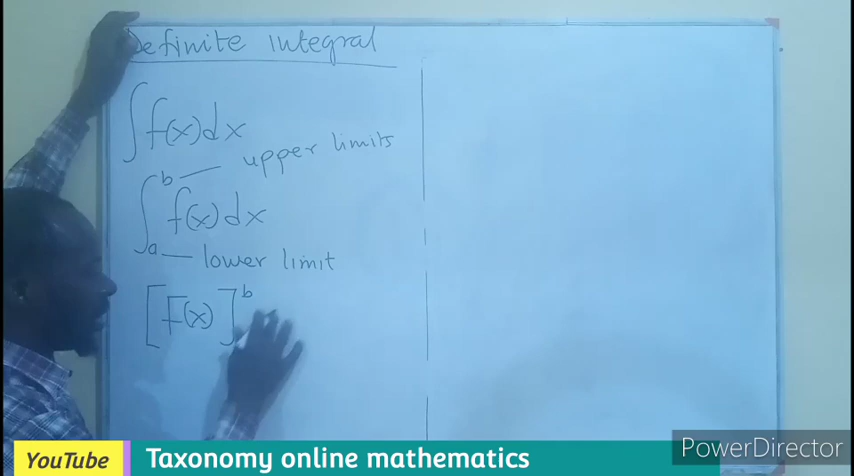 Definite integral
∫f(x)dx
b — upper limits
∫f(x)dx
a — lower limit
[F(x)]ᵇ
PowerDirector
YouTube Taxonomy online mathematics